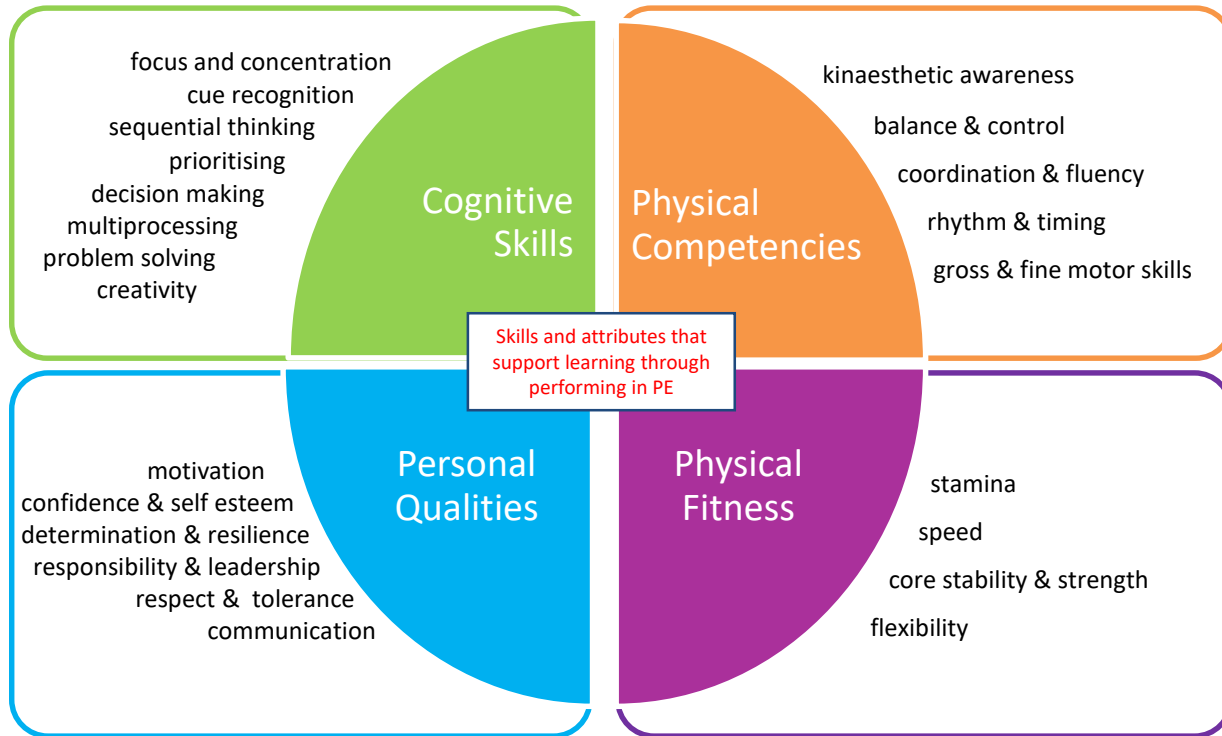 focus and concentration
cue recognition
sequential thinking
prioritising
decision making
multiprocessing
problem solving
creativity
Cognitive
Skills
Physical
Competencies
kinaesthetic awareness
balance & control
coordination & fluency
rhythm & timing
gross & fine motor skills
Skills and attributes that
support learning through
performing in PE
motivation
confidence & self esteem
determination & resilience
responsibility & leadership
respect & tolerance
communication
Personal
Qualities
Physical
Fitness
stamina
speed
core stability & strength
flexibility